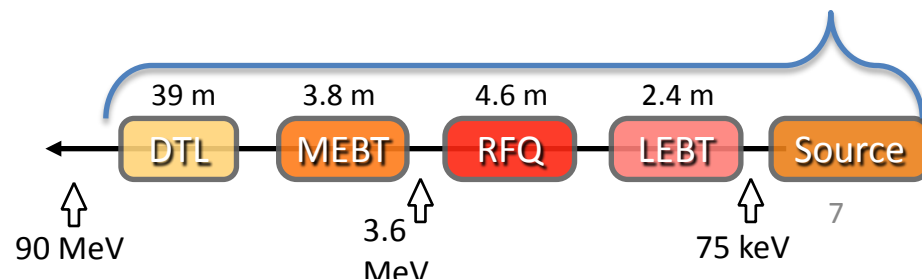 39 m 3.8 m 4.6 m 2.4 m
DTL MEBT RFQ LEBT Source
7
90 MeV 3.6 75 keV
MeV